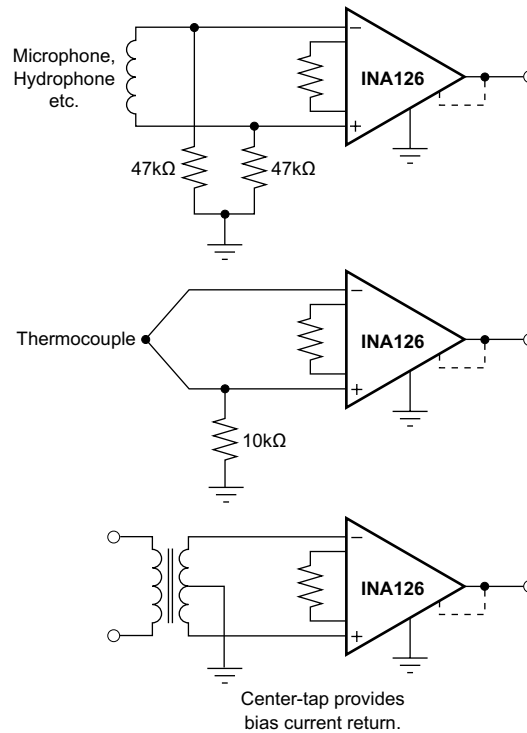 Microphone,
Hydrophone
etc.
−
INA126
+
47kΩ
47kΩ
−
Thermocouple
INA126
+
10kΩ
−
INA126
+
Center-tap provides
bias current return.